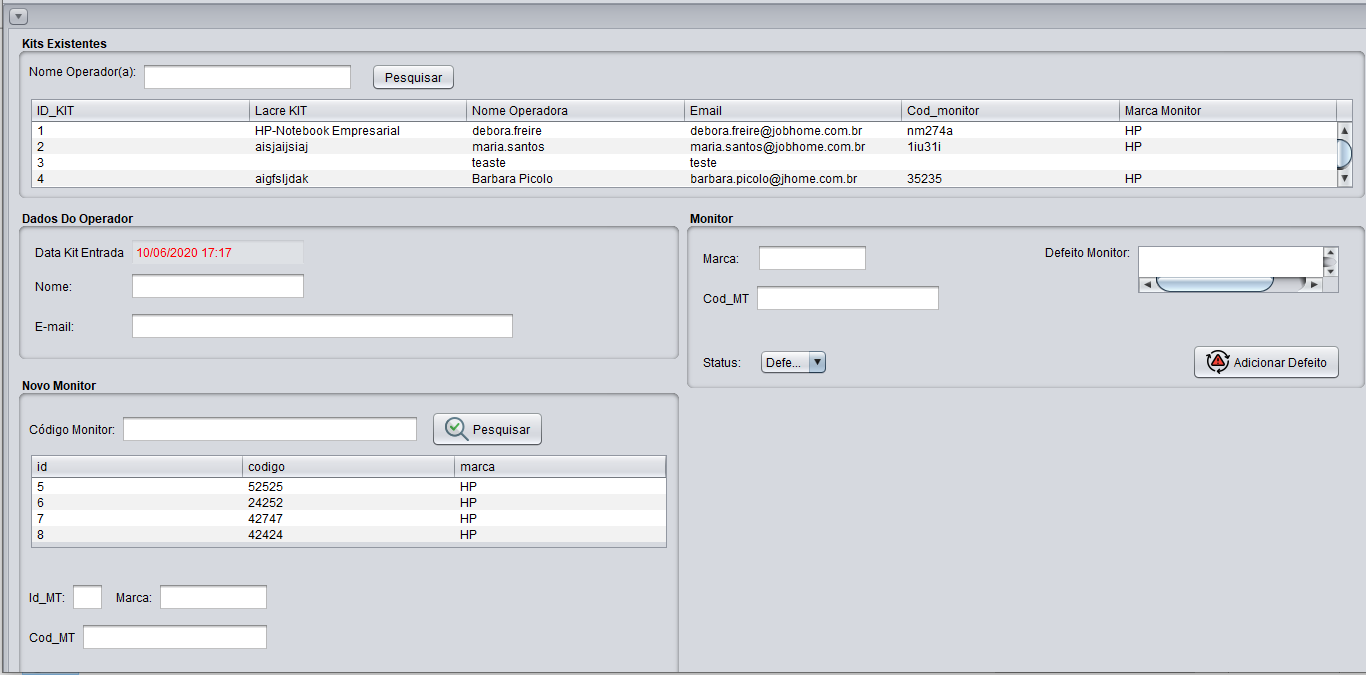 Kits Existentes
Nome Operador(a): Pesquisar
ID_KIT Lacre KIT Nome Operadora Email Cod_monitor Marca Monitor
1 HP-Notebook Empresarial debora.freire debora.freire@jobhome.com.br nm274a HP
2 aisjaijsiaj maria.santos maria.santos@jobhome.com.br 1iu31i HP
3 teaste teste
4 aigfsljdak Barbara Picolo barbara.picolo@jhome.com.br 35235 HP
Dados Do Operador
Data Kit Entrada 10/06/2020 17:17
Nome:
E-mail:
Monitor
Marca: Defeito Monitor:
Cod_MT
Status: Defe... Adicionar Defeito
Novo Monitor
Código Monitor: Pesquisar
id codigo marca
5 52525 HP
6 24252 HP
7 42747 HP
8 42424 HP
Id_MT: Marca:
Cod_MT